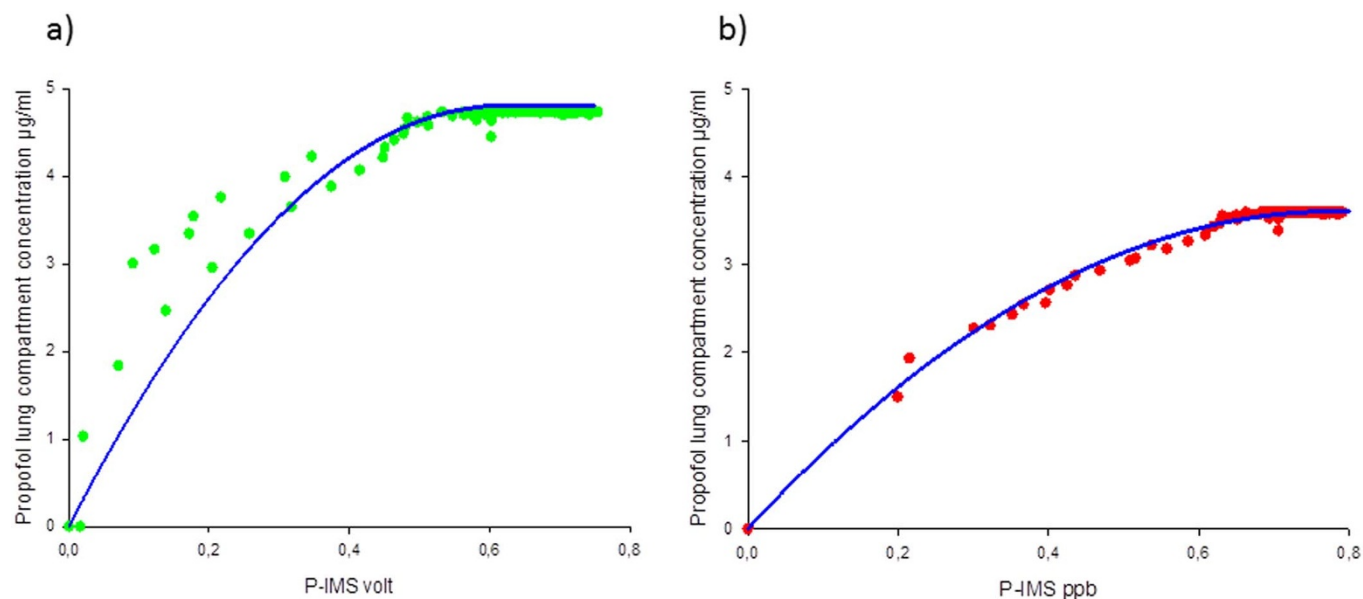 a)
Propofol lung compartment concentration µg/ml
5
4
3
2
1
0
0,0 0,2 0,4 0,6 0,8
P-IMS volt
b)
Propofol lung compartment concentration µg/ml
5
4
3
2
1
0
0,0 0,2 0,4 0,6 0,8
P-IMS ppb